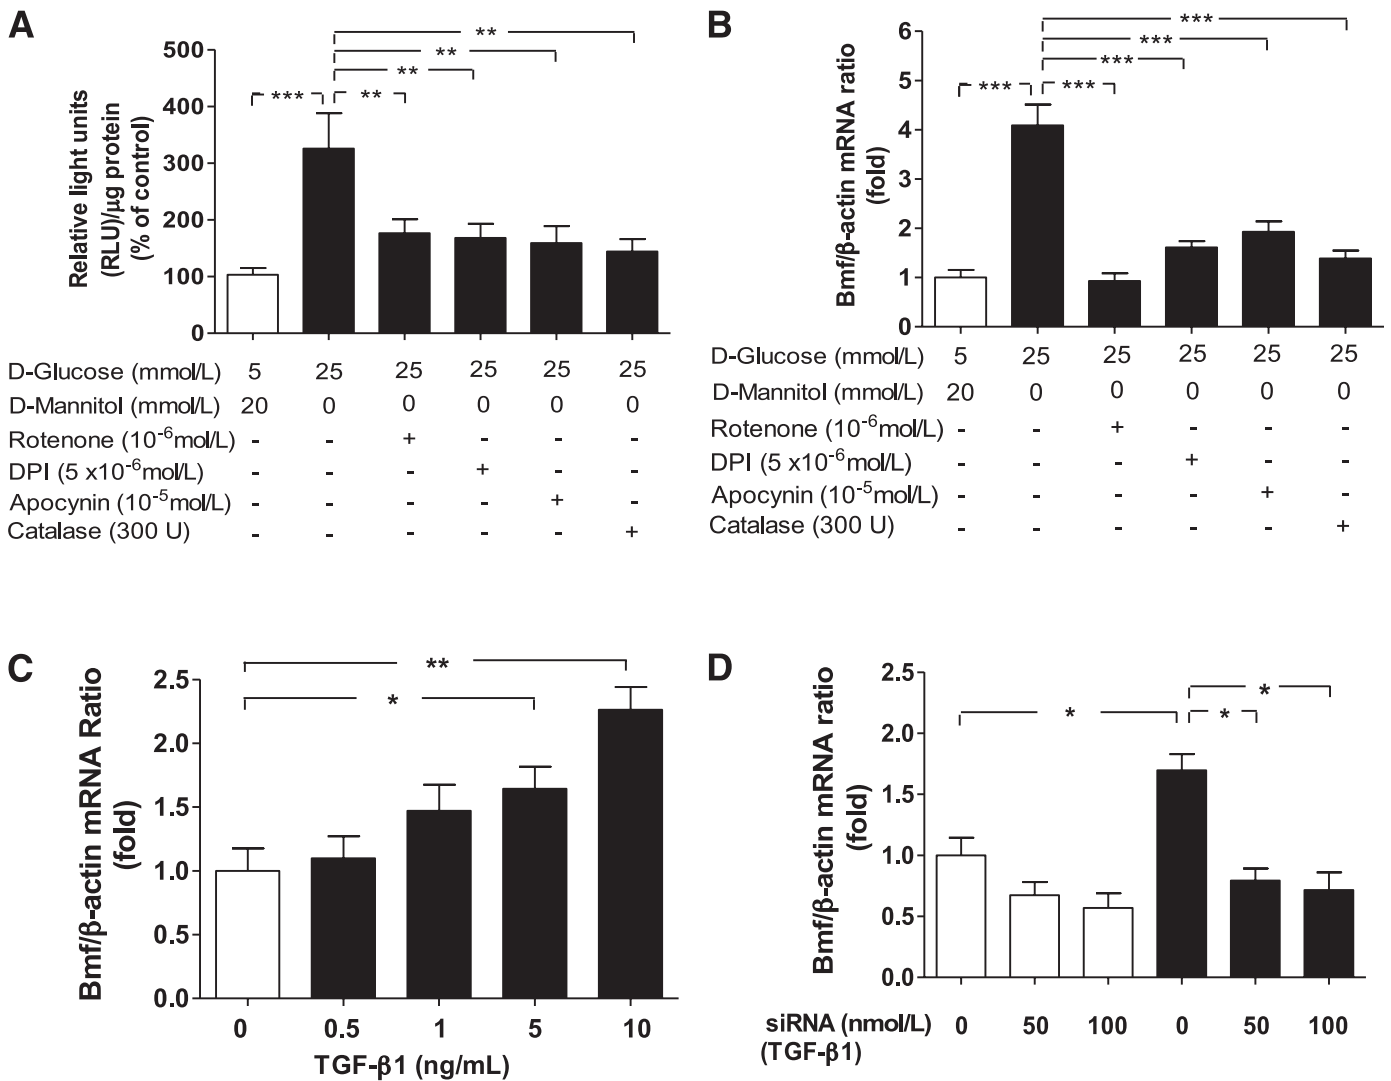 A
Relative light units
(RLU)/μg protein
(% of control)
500
400
300
200
100
0
**
**
**
*** **
D-Glucose (mmol/L) 5 25 25 25 25 25
D-Mannitol (mmol/L) 20 0 0 0 0 0
Rotenone (10-6mol/L) - - + - - -
DPI (5 x10-6mol/L) - - - + - -
Apocynin (10-5mol/L) - - - - + -
Catalase (300 U) - - - - - +
B
Bmf/β-actin mRNA ratio
(fold)
6
5
4
3
2
1
0
***
***
***
*** ***
D-Glucose (mmol/L) 5 25 25 25 25 25
D-Mannitol (mmol/L) 20 0 0 0 0 0
Rotenone (10-6mol/L) - - + - - -
DPI (5 x10-6mol/L) - - - + - -
Apocynin (10-5mol/L) - - - - + -
Catalase (300 U) - - - - - +
C
Bmf/β-actin mRNA Ratio
(fold)
2.5
2.0
1.5
1.0
0.5
0.0
**
*
0 0.5 1 5 10
TGF-β1 (ng/mL)
D
Bmf/β-actin mRNA ratio
(fold)
2.5
2.0
1.5
1.0
0.5
0.0
*
* *
siRNA (nmol/L) 0 50 100 0 50 100
(TGF-β1)